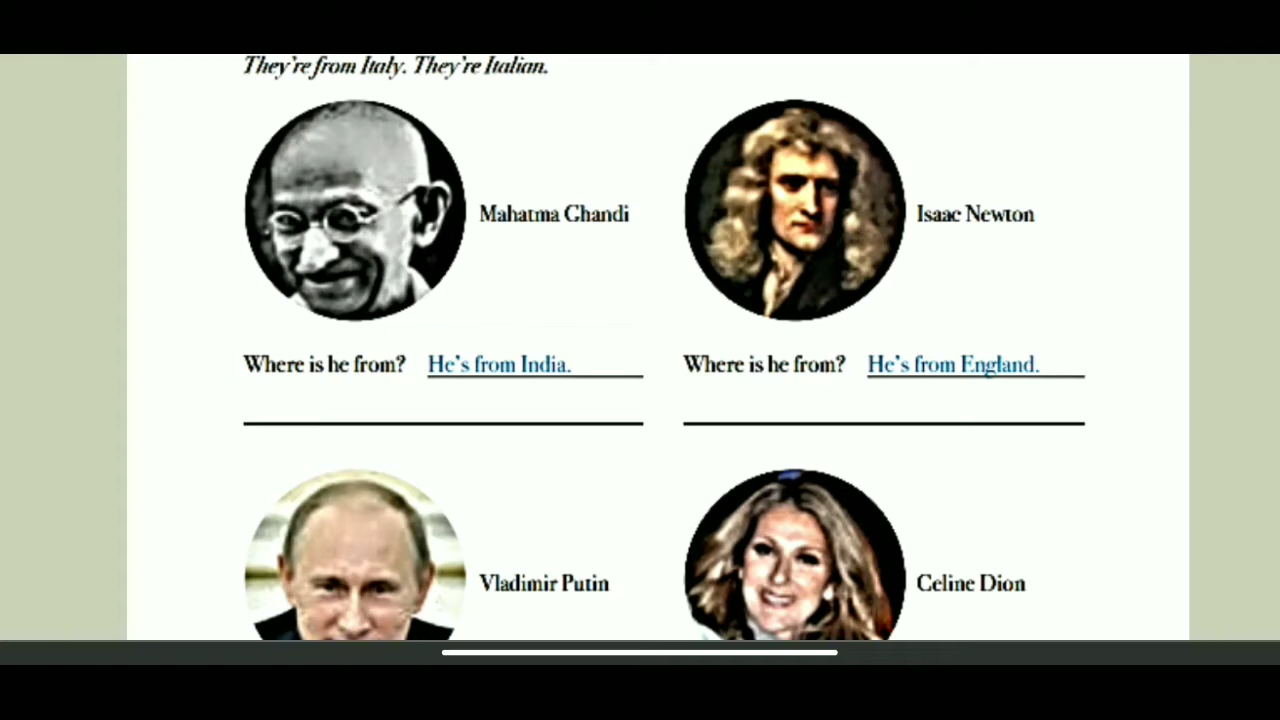 They're from Italy. They're Italian.
Mahatma Ghandi
Isaac Newton
Where is he from? He's from India.
Where is he from? He's from England.
Vladimir Putin
Celine Dion